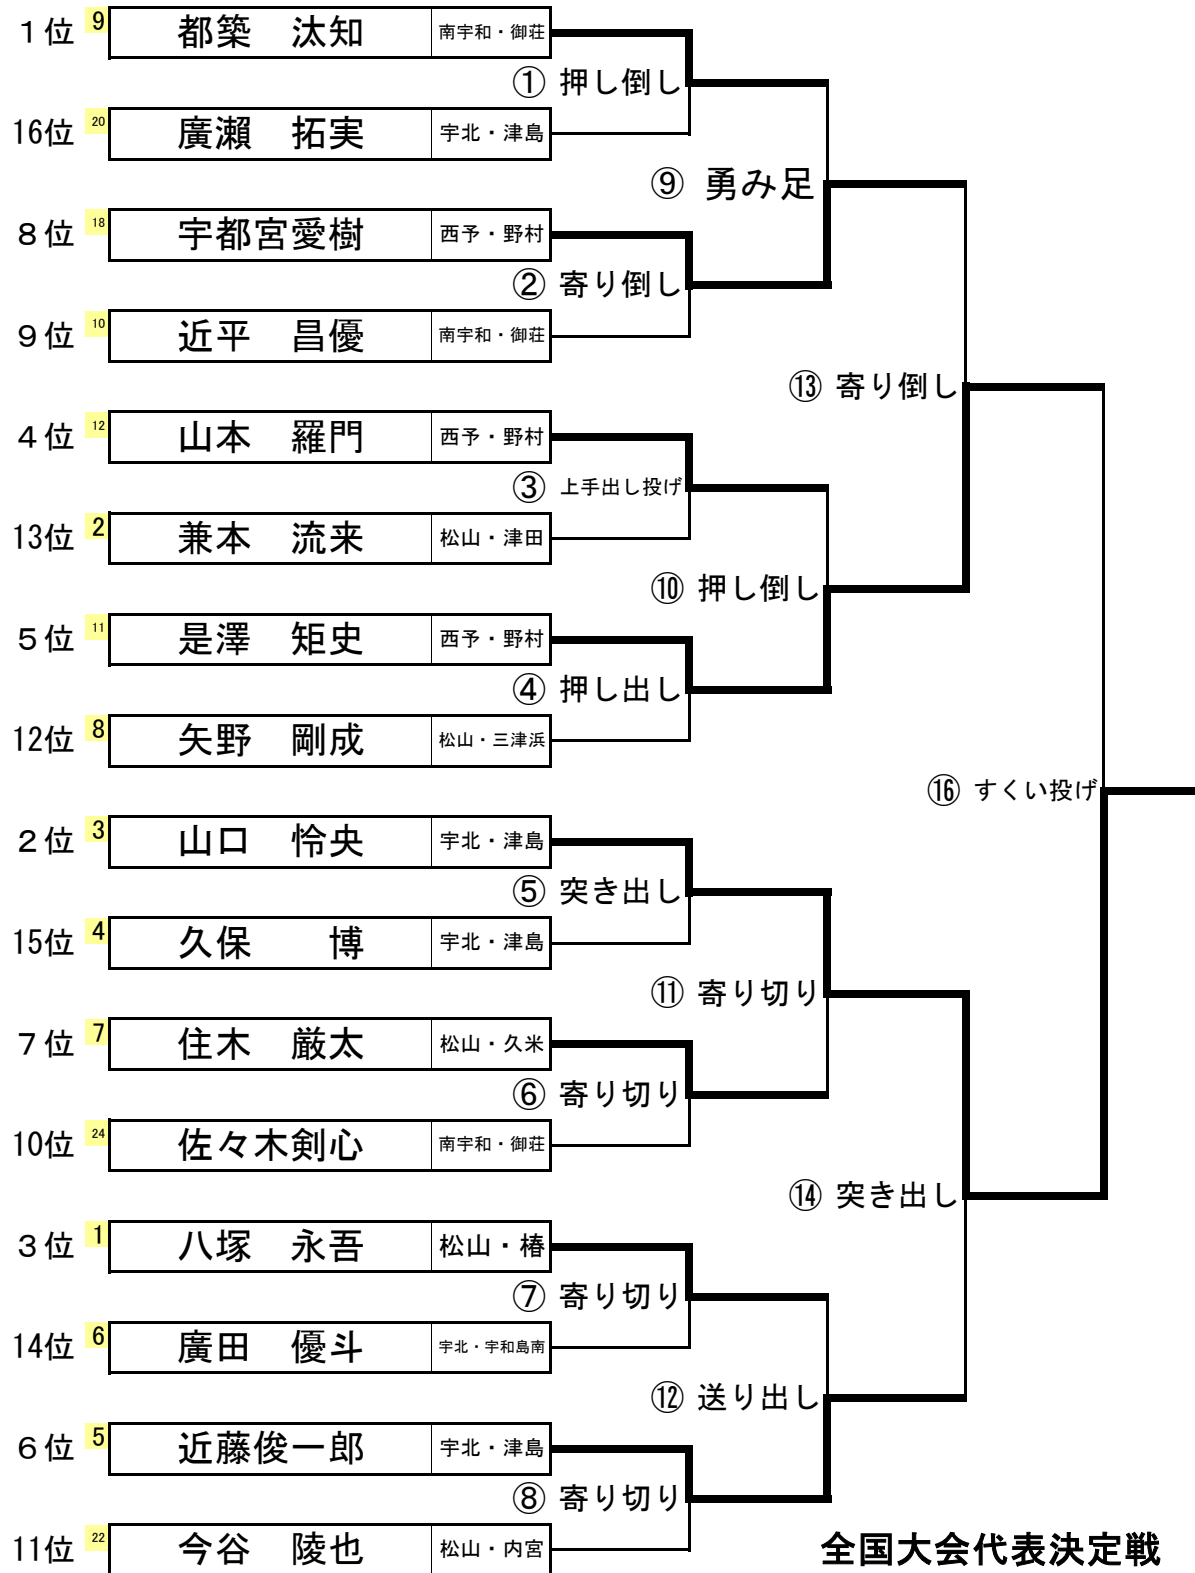 1位 9 都築 汰知 南宇和・御荘
① 押し倒し
16位 20 廣瀬 拓実 宇北・津島
⑨ 勇み足
8位 18 宇都宮愛樹 西予・野村
② 寄り倒し
9位 10 近平 昌優 南宇和・御荘
⑬ 寄り倒し
4位 12 山本 羅門 西予・野村
③ 上手出し投げ
13位 2 兼本 流来 松山・津田
⑩ 押し倒し
5位 11 是澤 矩史 西予・野村
④ 押し出し
12位 8 矢野 剛成 松山・三津浜
⑯ すくい投げ
2位 3 山口 怜央 宇北・津島
⑤ 突き出し
15位 4 久保 博 宇北・津島
⑪ 寄り切り
7位 7 住木 厳太 松山・久米
⑥ 寄り切り
10位 24 佐々木剣心 南宇和・御荘
⑭ 突き出し
3位 1 八塚 永吾 松山・椿
⑦ 寄り切り
14位 6 廣田 優斗 宇北・宇和島南
⑫ 送り出し
6位 5 近藤俊一郎 宇北・津島
⑧ 寄り切り
11位 22 今谷 陵也 松山・内宮
全国大会代表決定戦